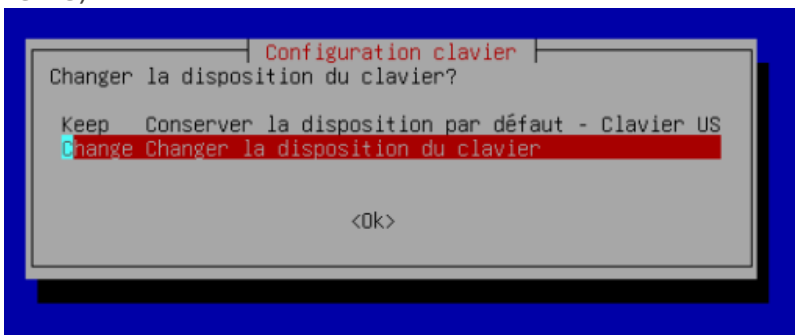 Configuration clavier
Changer la disposition du clavier?
Keep Conserver la disposition par défaut - Clavier US
Change Changer la disposition du clavier
<Ok>